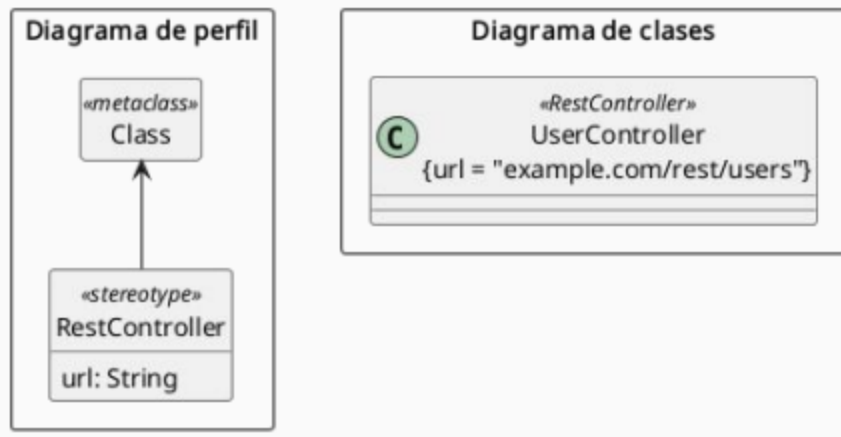 Diagrama de perfil
«metaclass»
Class
«stereotype»
RestController
url: String
Diagrama de clases
«RestController»
C
UserController
{url = "example.com/rest/users"}